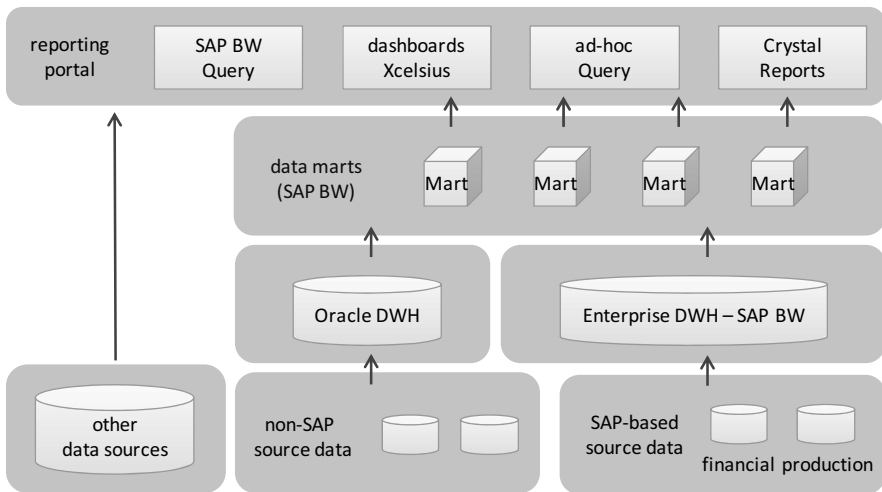 reporting
portal
SAP BW
Query
dashboards
Xcelsius
ad-hoc
Query
Crystal
Reports
data marts
(SAP BW)
Mart
Mart
Mart
Mart
Oracle DWH
Enterprise DWH – SAP BW
other
data sources
non-SAP
source data
SAP-based
source data
financial
production